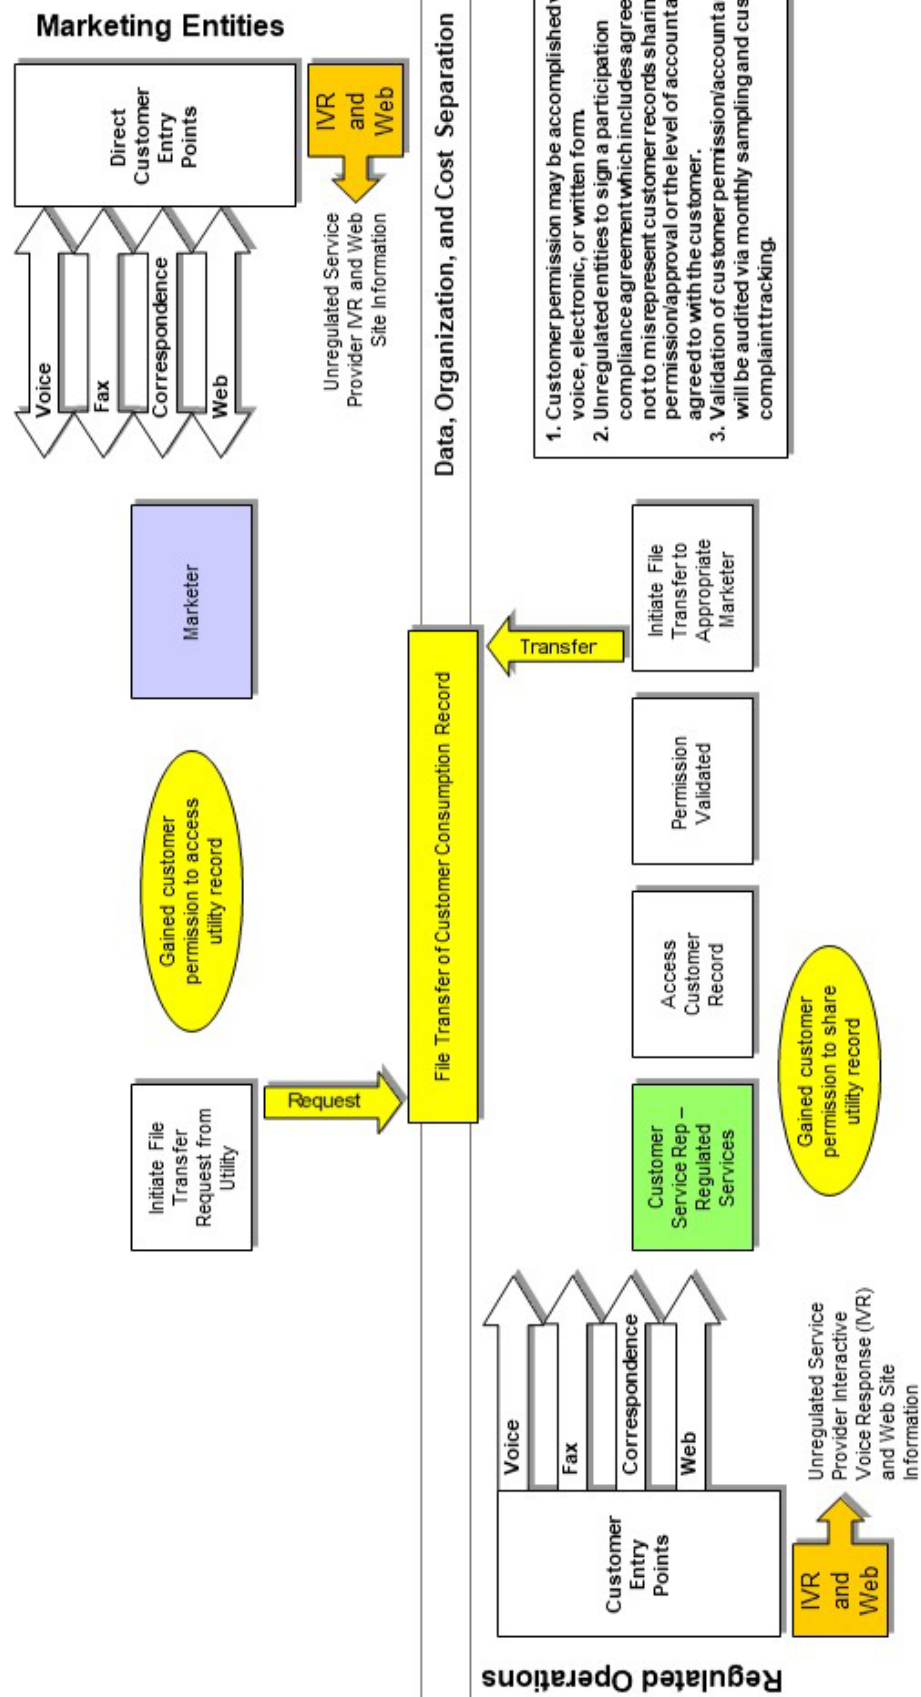 Marketing Entities
Direct
Customer
Entry
Points
IVR
and
Web
Voice
Fax
Correspondence
Web
Unregulated Service
Provider IVR and Web
Site Information
Marketer
Gained customer
permission to access
utility record
Initiate File
Transfer
Request from
Utility
Request
Data, Organization, and Cost Separation
File Transfer of Customer Consumption Record
Transfer
Regulated Operations
Customer
Entry
Points
IVR
and
Web
Voice
Fax
Correspondence
Web
Unregulated Service
Provider Interactive
Voice Response (IVR)
and Web Site
Information
Customer
Service Rep –
Regulated
Services
Gained customer
permission to share
utility record
Access
Customer
Record
Permission
Validated
Initiate File
Transfer to
Appropriate
Marketer
1. Customer permission may be accomplished
voice, electronic, or written form.
2. Unregulated entities to sign a participation
compliance agreement which includes
not to misrepresent customer records
permission/approval or the level of
agreed to with the customer.
3. Validation of customer
will be audited via monthly sampling and
complaint tracking.